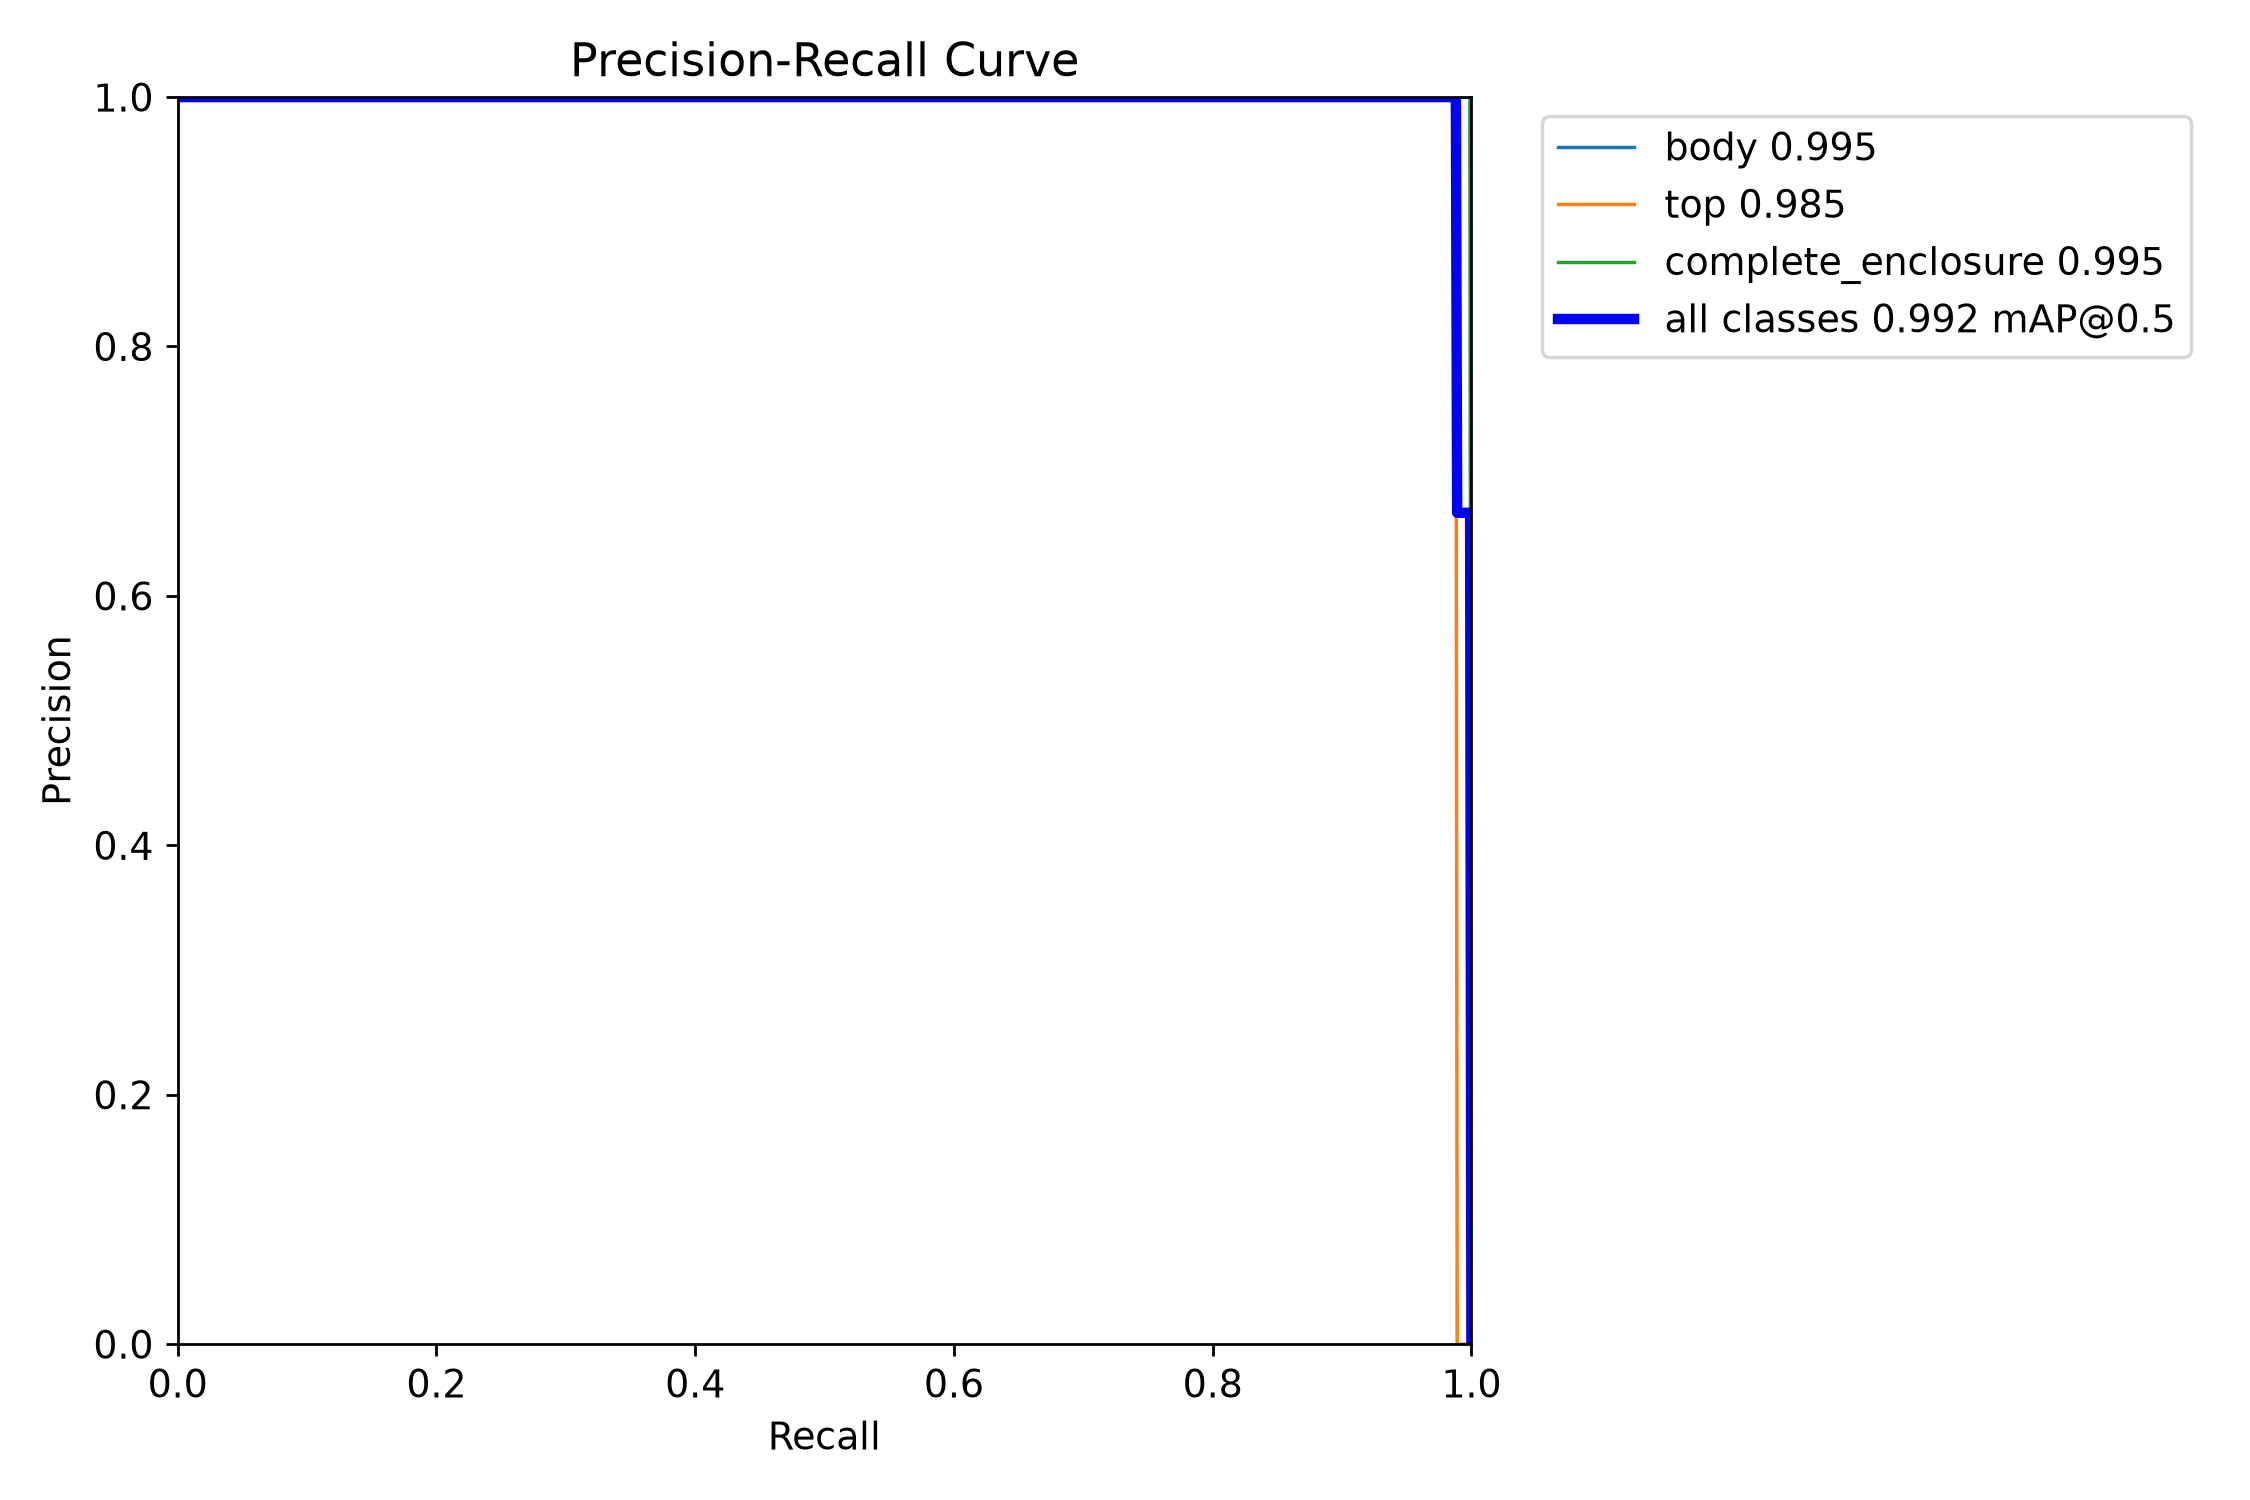 Precision-Recall Curve
1.0
0.8
0.6
0.4
0.2
0.0
Precision
0.0 0.2 0.4 0.6 0.8 1.0
Recall
body 0.995
top 0.985
complete_enclosure 0.995
all classes 0.992 mAP@0.5